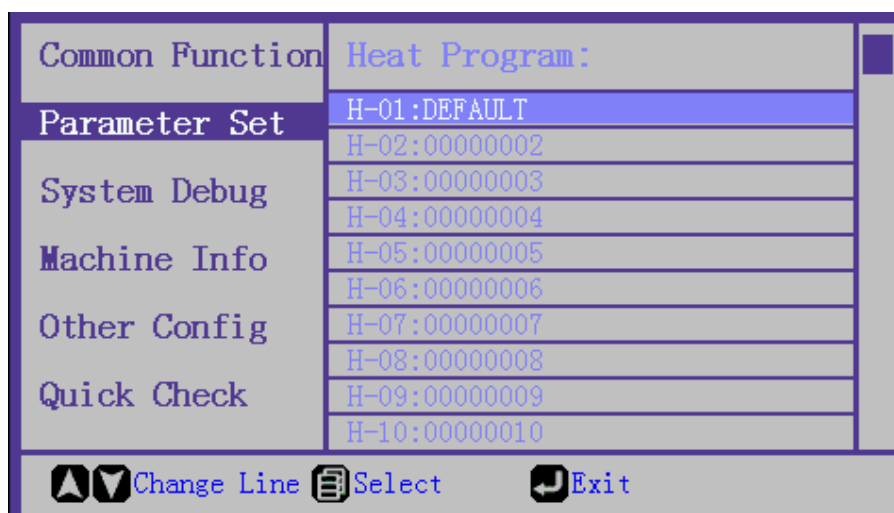 Common Function
Parameter Set
System Debug
Machine Info
Other Config
Quick Check
Heat Program:
H-01:DEFAULT
H-02:00000002
H-03:00000003
H-04:00000004
H-05:00000005
H-06:00000006
H-07:00000007
H-08:00000008
H-09:00000009
H-10:00000010
Change Line Select Exit